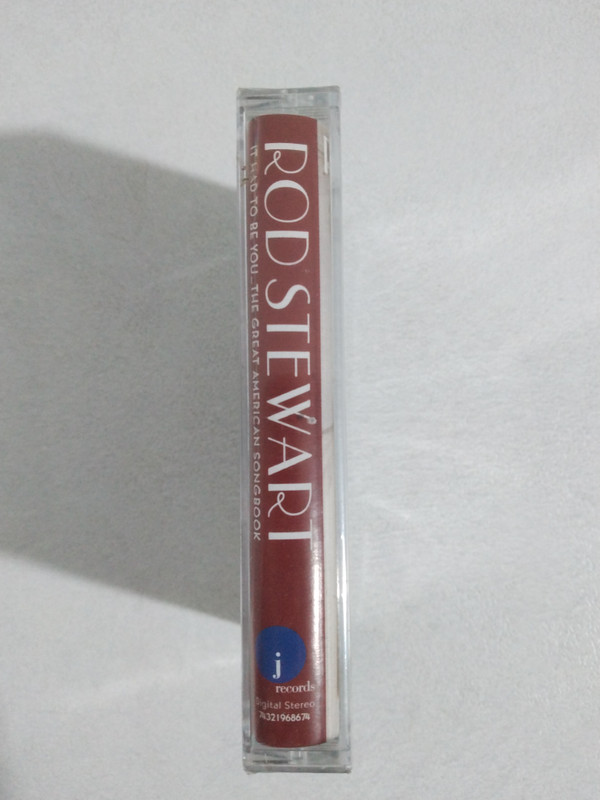 ROD STEWART
IT HAD TO BE YOU...THE GREAT AMERICAN SONGBOOK
j
records
Digital Stereo
74321968674